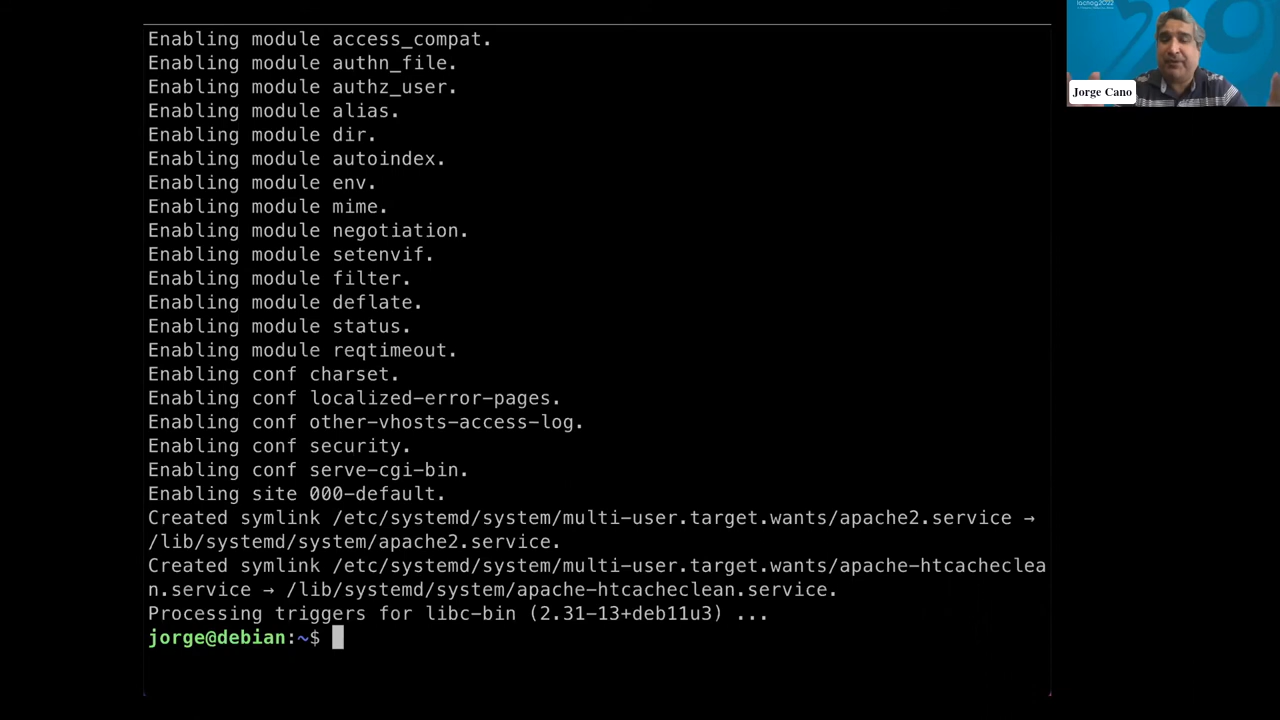 Enabling module access_compat.
Enabling module authn_file.
Enabling module authz_user.
Enabling module alias.
Enabling module dir.
Enabling module autoindex.
Enabling module env.
Enabling module mime.
Enabling module negotiation.
Enabling module setenvif.
Enabling module filter.
Enabling module deflate.
Enabling module status.
Enabling module reqtimeout.
Enabling conf charset.
Enabling conf localized-error-pages.
Enabling conf other-vhosts-access-log.
Enabling conf security.
Enabling conf serve-cgi-bin.
Enabling site 000-default.
Created symlink /etc/systemd/system/multi-user.target.wants/apache2.service →
/lib/systemd/system/apache2.service.
Created symlink /etc/systemd/system/multi-user.target.wants/apache-htcacheclea
n.service → /lib/systemd/system/apache-htcacheclean.service.
Processing triggers for libc-bin (2.31-13+deb11u3) ...
jorge@debian:~$
lacnog2022
Jorge Cano